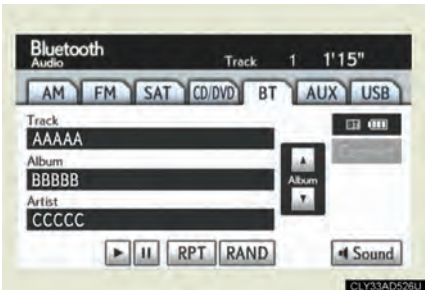 Bluetooth
Audio
Track 1 1'15"
AM FM SAT CD/DVD BT AUX USB
Track
AAAAA
Album
BBBBB
Artist
CCCCC
Album
RPT RAND
Sound
CLY33AD526U